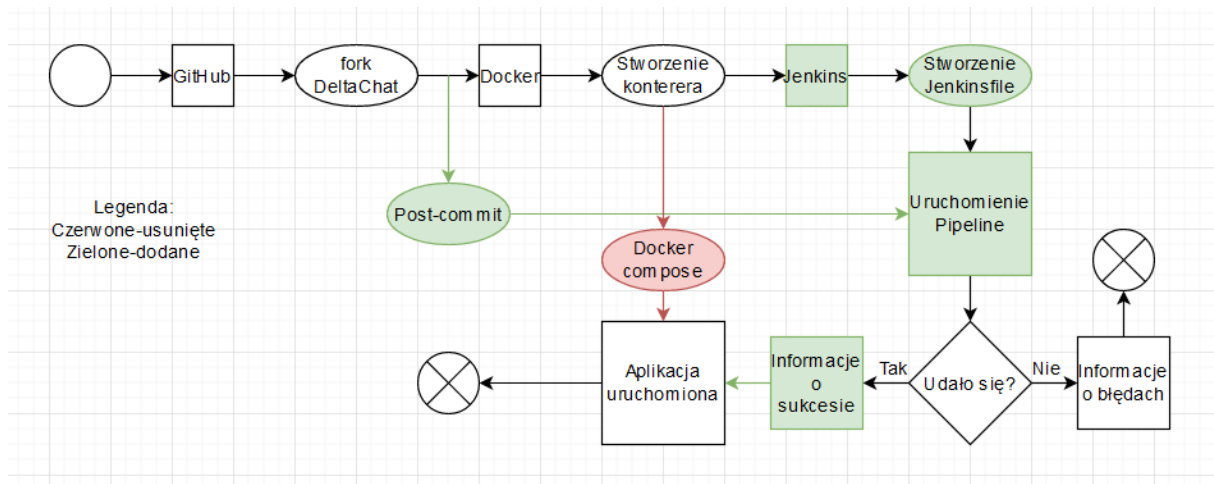 GitHub
fork
DeltaChat
Docker
Stworzenie
konterera
Jenkins
Stworzenie
Jenkinsfile
Legenda:
Czerwone-usunięte
Zielone-dodane
Post-commit
Uruchomienie
Pipeline
Docker
compose
Aplikacja
uruchomiona
Informacje
o
sukcesie
Tak
Udało się?
Nie
Informacje
o błędach